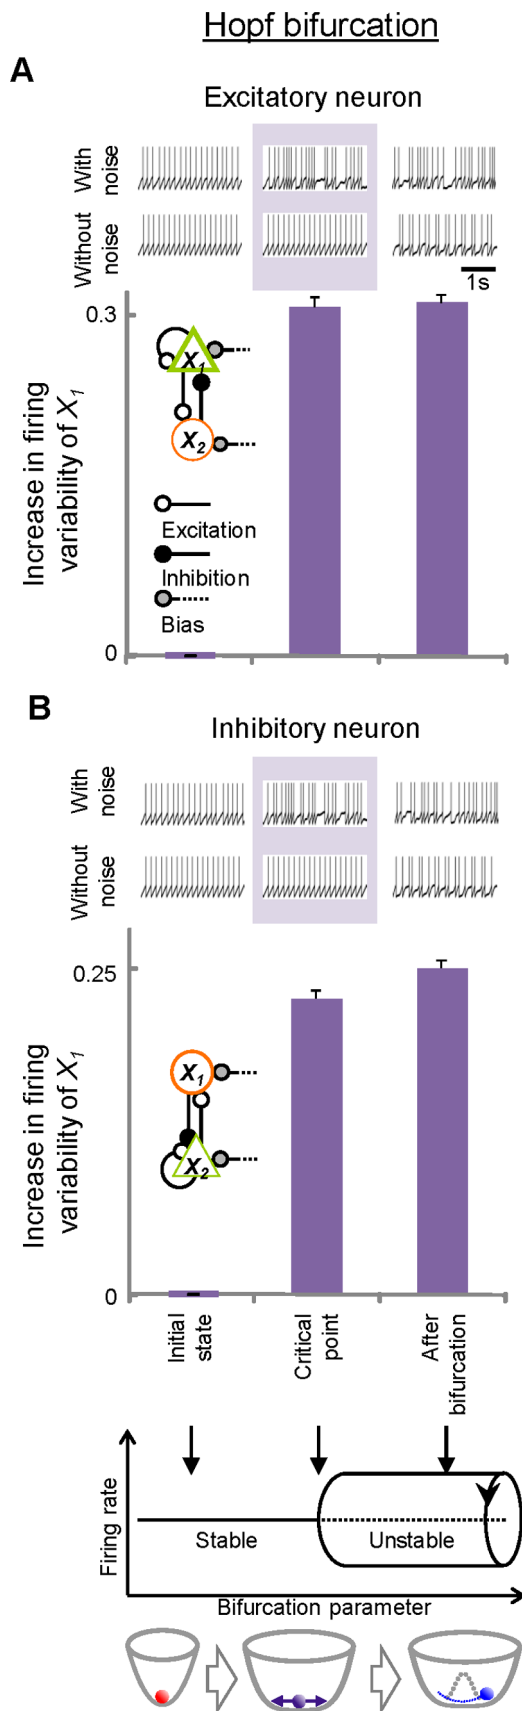 Hopf bifurcation
A
Excitatory neuron
With
noise
Without
noise
1s
0.3
Increase in firing
variability of X1
X1
X2
Excitation
Inhibition
Bias
0
B
Inhibitory neuron
With
noise
Without
noise
0.25
Increase in firing
variability of X1
X1
X2
0
Initial
state
Critical
point
After
bifurcation
Firing rate
Stable
Unstable
Bifurcation parameter